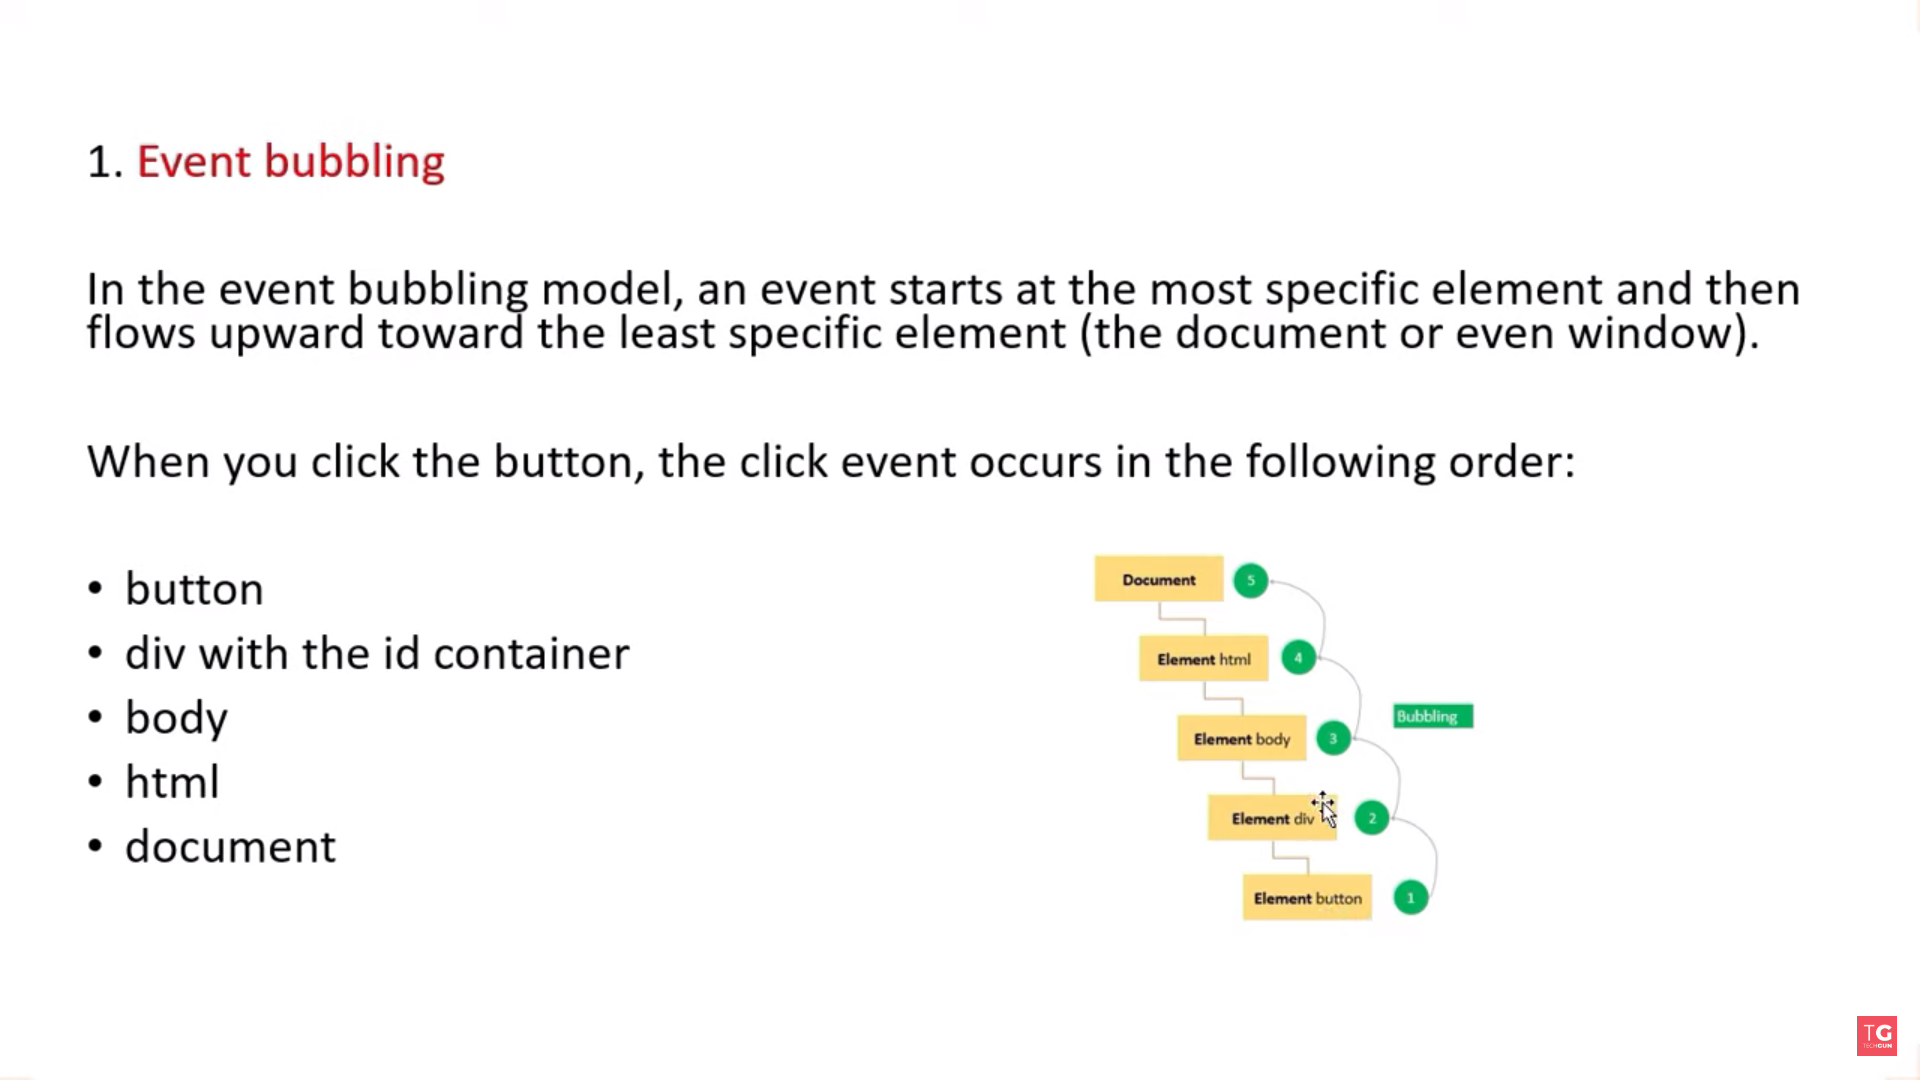 1. Event bubbling
In the event bubbling model, an event starts at the most specific element and then
flows upward toward the least specific element (the document or even window).
When you click the button, the click event occurs in the following order:
• button
• div with the id container
• body
• html
• document
Document
5
Element html
4
Bubbling
Element body
3
Element div
2
Element button
1
TG
TECHGUN